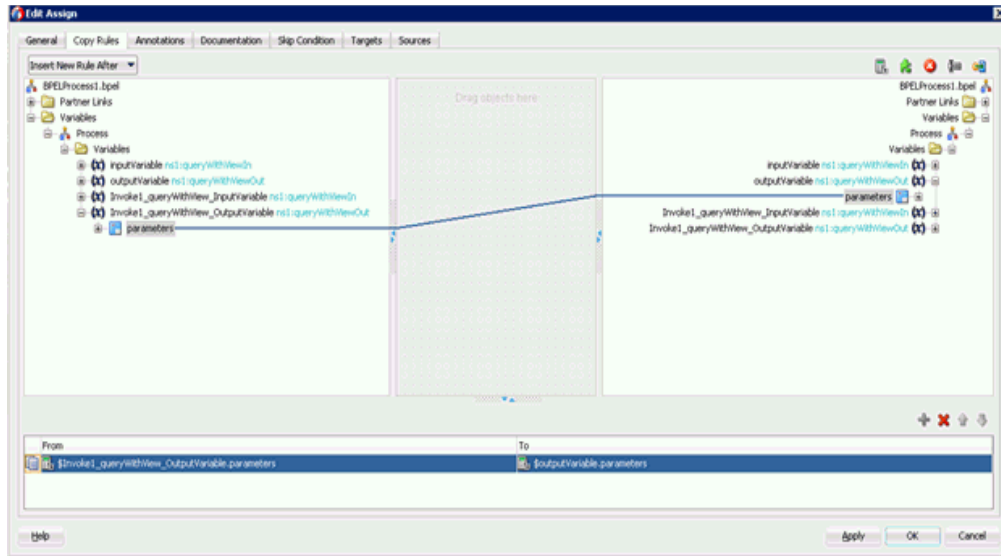 Edit Assign
General Copy Rules Annotations Documentation Skip Condition Targets Sources
Insert New Rule After
BPELProcess1.bpel
Partner Links
Variables
Process
Variables
inputVariable ns1:queryWithViewIn
outputVariable ns1:queryWithViewOut
Invoke1_queryWithView_InputVariable ns1:queryWithViewIn
Invoke1_queryWithView_OutputVariable ns1:queryWithViewOut
parameters
Drag objects here
BPELProcess1.bpel
Partner Links
Variables
Process
Variables
inputVariable ns1:queryWithViewIn
outputVariable ns1:queryWithViewOut
parameters
Invoke1_queryWithView_InputVariable ns1:queryWithViewIn
Invoke1_queryWithView_OutputVariable ns1:queryWithViewOut
From To
$Invoke1_queryWithView_OutputVariable.parameters $outputVariable.parameters
Help Apply OK Cancel